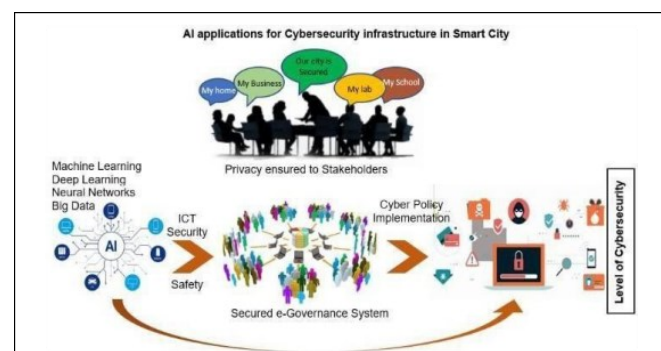 AI applications for Cybersecurity infrastructure in Smart City
Our city is
Secured
My home
My Business
My lab
My School
Privacy ensured to Stakeholders
Machine Learning
Deep Learning
Neural Networks
Big Data
AI
ICT
Security
Safety
Secured e-Governance System
Cyber Policy
Implementation
Level of Cybersecurity